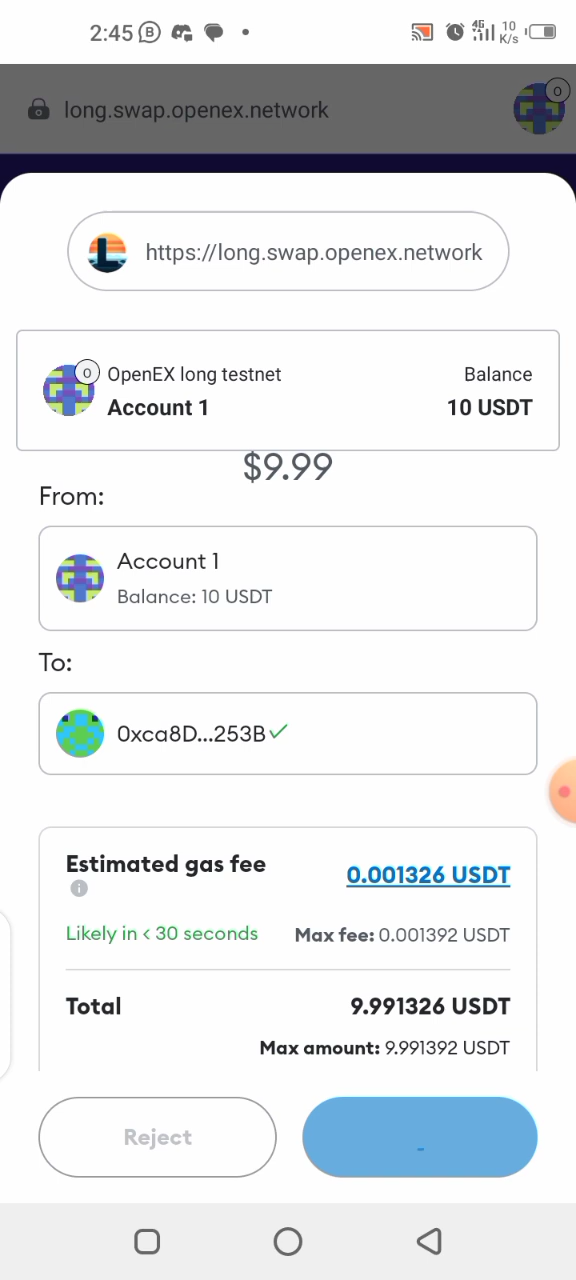 2:45 B 4G 10 K/s
long.swap.openex.network 0
L https://long.swap.openex.network
0 OpenEX long testnet Balance
Account 1 10 USDT
$9.99
From:
Account 1
Balance: 10 USDT
To:
0xca8D...253B
Estimated gas fee 0.001326 USDT
i
Likely in < 30 seconds Max fee: 0.001392 USDT
Total 9.991326 USDT
Max amount: 9.991392 USDT
Reject